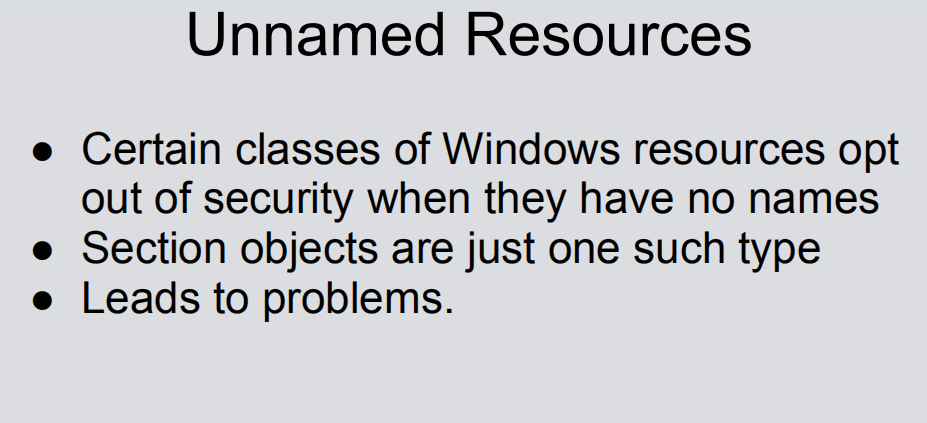 Unnamed Resources
● Certain classes of Windows resources opt
out of security when they have no names
● Section objects are just one such type
● Leads to problems.